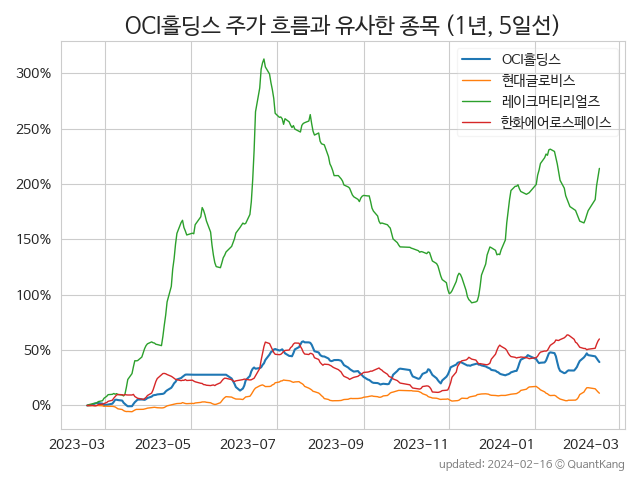 OCI홀딩스 주가 흐름과 유사한 종목 (1년, 5일선)
OCI홀딩스
현대글로비스
레이크머티리얼즈
한화에어로스페이스
300%
250%
200%
150%
100%
50%
0%
2023-03 2023-05 2023-07 2023-09 2023-11 2024-01 2024-03
updated: 2024-02-16 © QuantKang